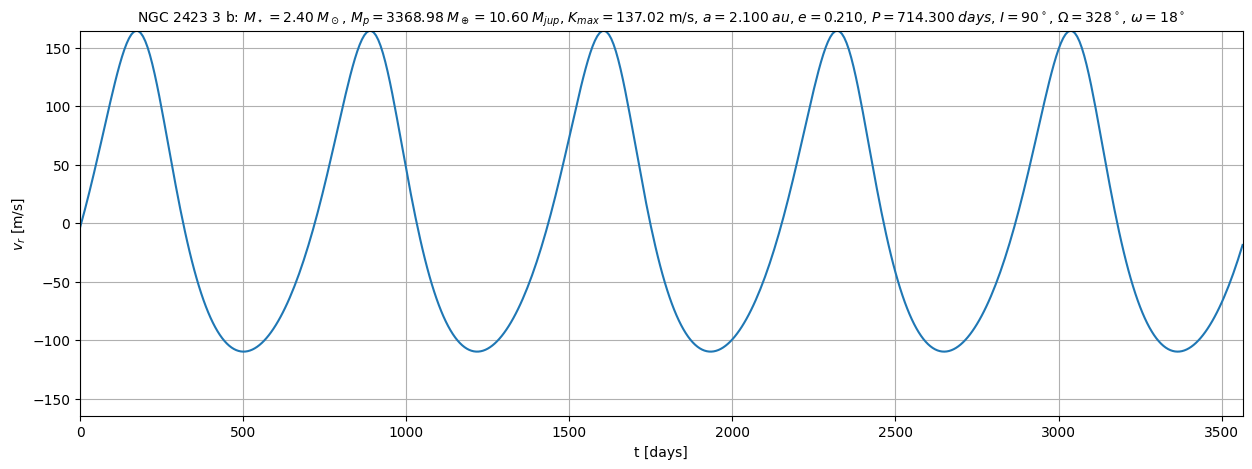 NGC 2423 3 b: M⋆ = 2.40 M⊙, Mp = 3368.98 M⊕ = 10.60 Mjup, Kmax = 137.02 m/s, a = 2.100 au, e = 0.210, P = 714.300 days, I = 90°, Ω = 328°, ω = 18°
150
100
50
0
−50
−100
−150
vr [m/s]
0 500 1000 1500 2000 2500 3000 3500
t [days]